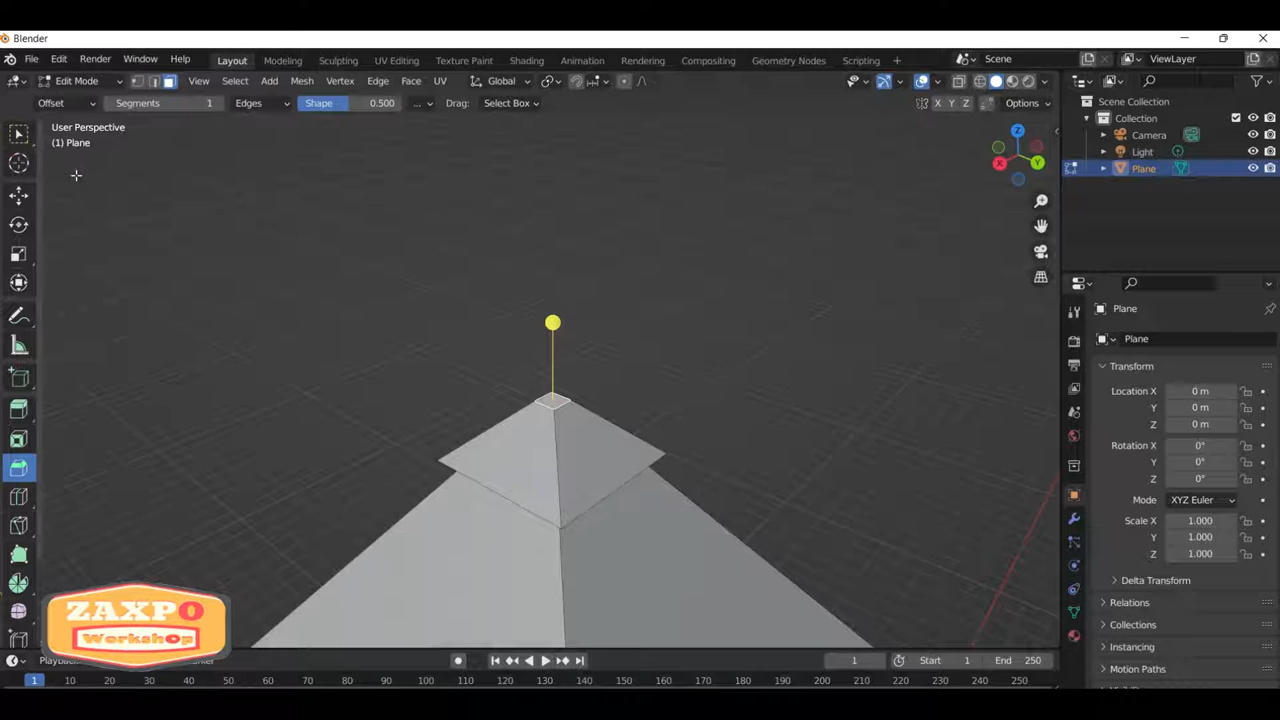 Blender
File Edit Render Window Help Layout Modeling Sculpting UV Editing Texture Paint Shading Animation Rendering Compositing Geometry Nodes Scripting + Scene ViewLayer
Edit Mode View Select Add Mesh Vertex Edge Face UV Global
Offset Segments 1 Edges Shape 0.500 ... Drag: Select Box X Y Z Options
User Perspective
(1) Plane
Z
X Y
Scene Collection
Collection
Camera
Light
Plane
Plane
Plane
Transform
Location X 0 m
Y 0 m
Z 0 m
Rotation X 0°
Y 0°
Z 0°
Mode XYZ Euler
Scale X 1.000
Y 1.000
Z 1.000
Delta Transform
Relations
Collections
Instancing
Motion Paths
ZAXPO
Workshop
1 Start 1 End 250
1 10 20 30 40 50 60 70 80 90 100 110 120 130 140 150 160 170 180 190 200 210 220 230 240 250